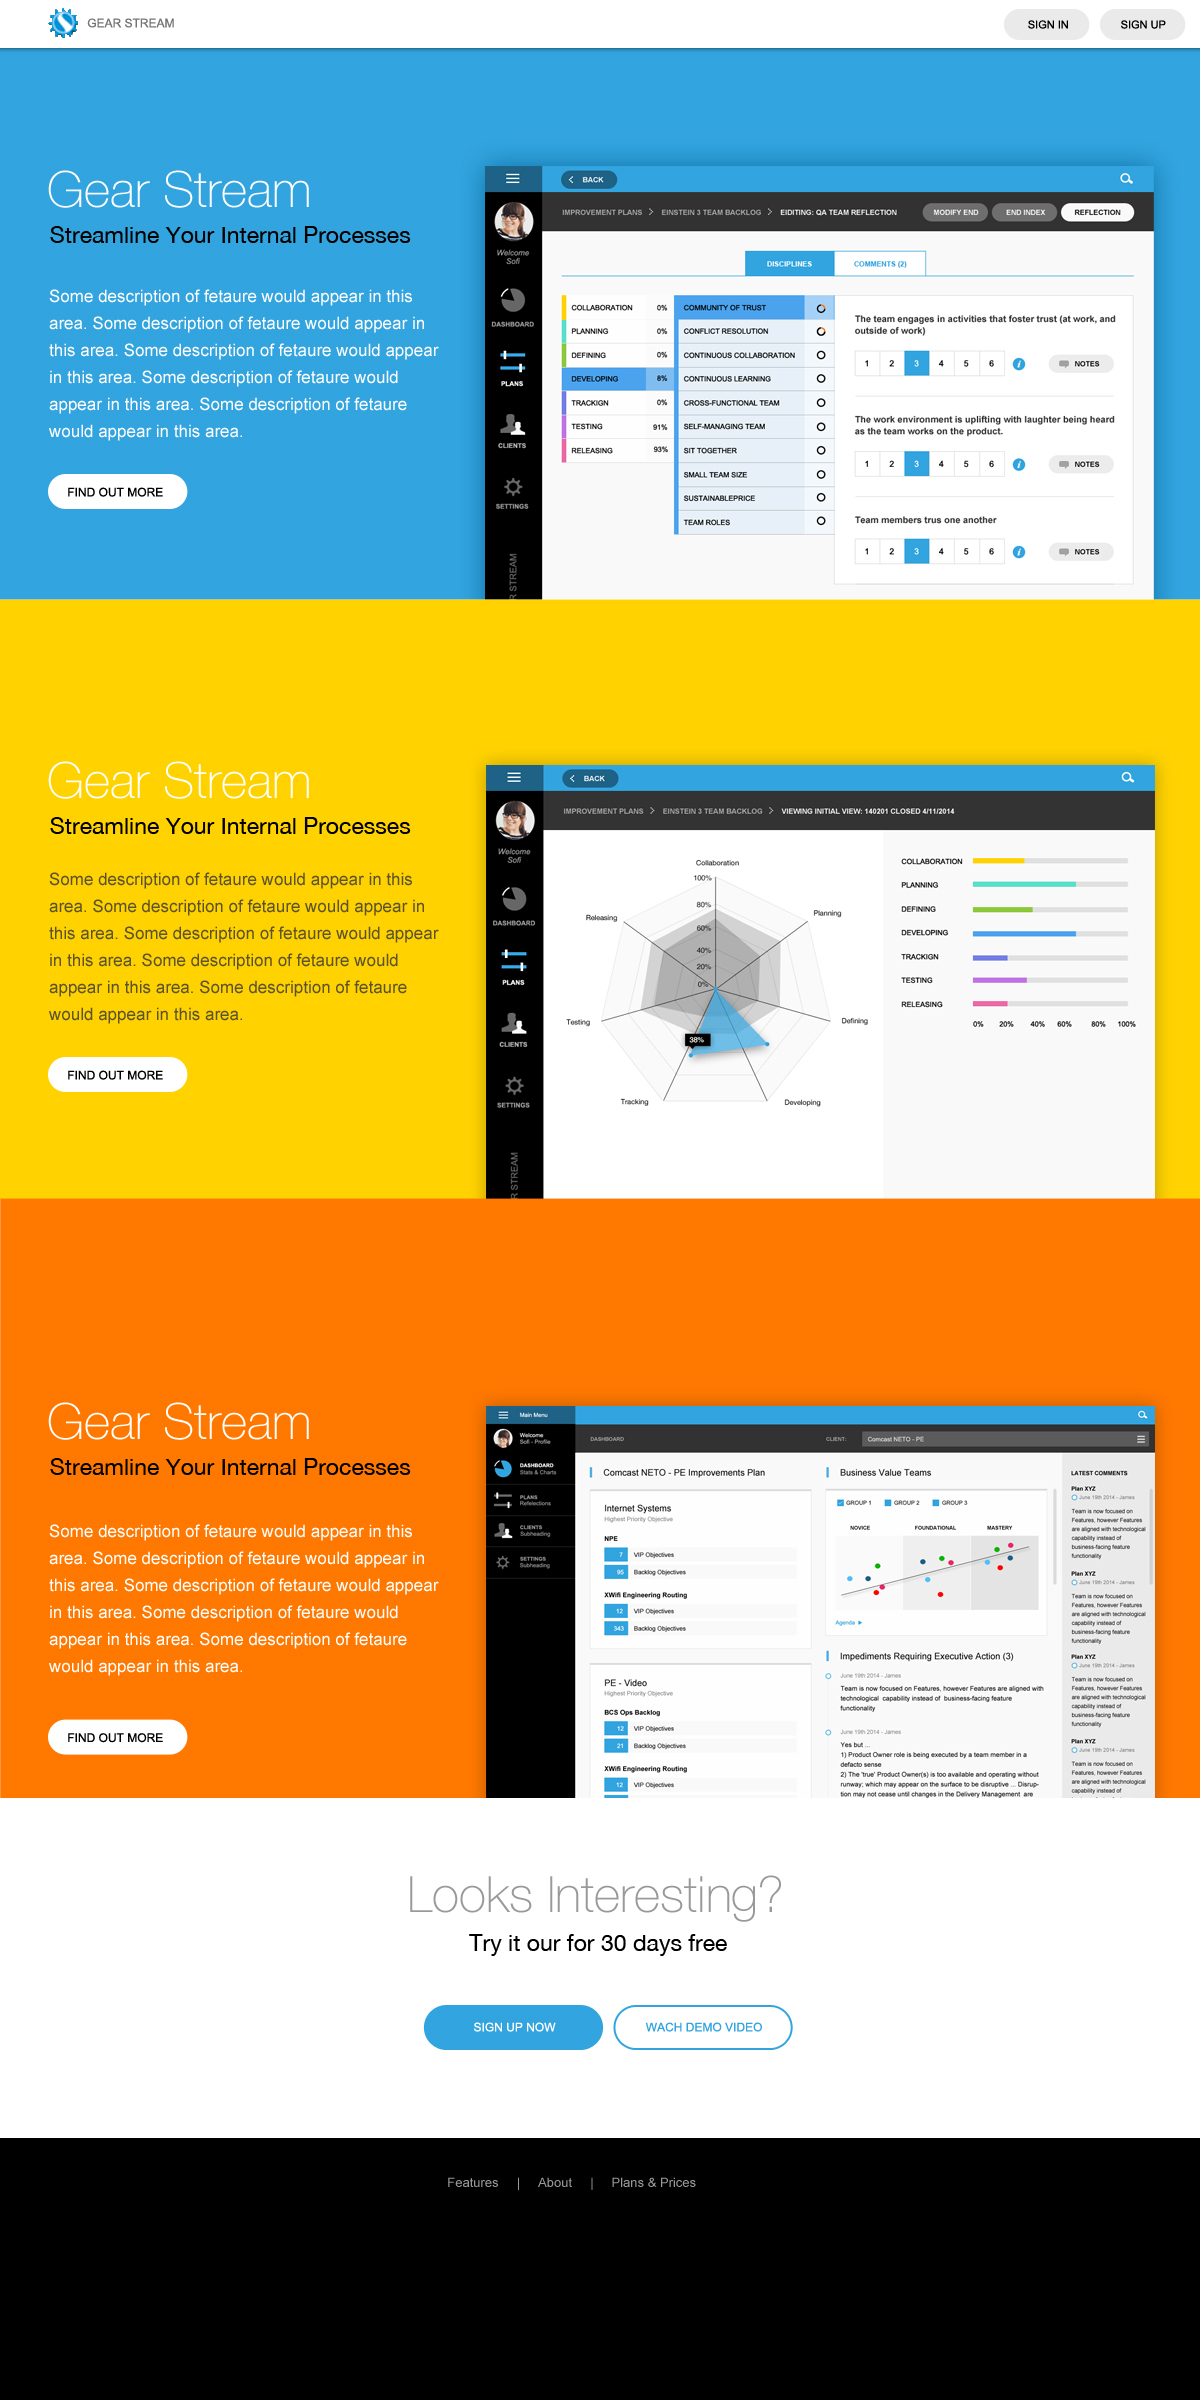 GEAR STREAM
SIGN IN
SIGN UP
Gear Stream
Streamline Your Internal Processes
Some description of fetaure would appear in this
area. Some description of fetaure would appear in
this area. Some description of fetaure would appear
in this area. Some description of fetaure would
appear in this area. Some description of fetaure
would appear in this area.
FIND OUT MORE
BACK
Welcome
Sofi
DASHBOARD
PLANS
CLIENTS
SETTINGS
R STREAM
IMPROVEMENT PLANS
EINSTEIN 3 TEAM BACKLOG
EIDITING: QA TEAM REFLECTION
MODIFY END
END INDEX
REFLECTION
DISCIPLINES
COMMENTS (2)
COLLABORATION 0%
PLANNING 0%
DEFINING 0%
DEVELOPING 8%
TRACKIGN 0%
TESTING 91%
RELEASING 93%
COMMUNITY OF TRUST
CONFLICT RESOLUTION
CONTINUOUS COLLABORATION
CONTINUOUS LEARNING
CROSS-FUNCTIONAL TEAM
SELF-MANAGING TEAM
SIT TOGETHER
SMALL TEAM SIZE
SUSTAINABLEPRICE
TEAM ROLES
The team engages in activities that foster trust (at work, and
outside of work)
1 2 3 4 5 6 i NOTES
The work environment is uplifting with laughter being heard
as the team works on the product.
1 2 3 4 5 6 i NOTES
Team members trus one another
1 2 3 4 5 6 i NOTES
Gear Stream
Streamline Your Internal Processes
Some description of fetaure would appear in this
area. Some description of fetaure would appear in
this area. Some description of fetaure would appear
in this area. Some description of fetaure would
appear in this area. Some description of fetaure
would appear in this area.
FIND OUT MORE
BACK
Welcome
Sofi
DASHBOARD
PLANS
CLIENTS
SETTINGS
R STREAM
IMPROVEMENT PLANS
EINSTEIN 3 TEAM BACKLOG
VIEWING INITIAL VIEW: 140201 CLOSED 4/11/2014
Collaboration
100%
80%
60%
40%
20%
0%
Releasing
Planning
Testing
Defining
38%
Tracking
Developing
COLLABORATION
PLANNING
DEFINING
DEVELOPING
TRACKIGN
TESTING
RELEASING
0% 20% 40% 60% 80% 100%
Gear Stream
Streamline Your Internal Processes
Some description of fetaure would appear in this
area. Some description of fetaure would appear in
this area. Some description of fetaure would appear
in this area. Some description of fetaure would
appear in this area. Some description of fetaure
would appear in this area.
FIND OUT MORE
Main Menu
Welcome
Sofi - Profile
DASHBOARD
Stats & Charts
PLANS
Refelections
CLIENTS
Subheading
SETTINGS
Subheading
DASHBOARD
CLIENT:
Comcast NETO - PE
Comcast NETO - PE Improvements Plan
Internet Systems
Highest Priority Objective
NPE
7 VIP Objectives
95 Backlog Objectives
XWifi Engineering Routing
12 VIP Objectives
343 Backlog Objectives
PE - Video
Highest Priority Objective
BCS Ops Backlog
12 VIP Objectives
21 Backlog Objectives
XWifi Engineering Routing
12 VIP Objectives
Business Value Teams
GROUP 1 GROUP 2 GROUP 3
NOVICE FOUNDATIONAL MASTERY
Agenda
Impediments Requiring Executive Action (3)
June 19th 2014 - James
Team is now focused on Features, however Features are aligned with
technological capability instead of business-facing feature
functionality
June 19th 2014 - James
Yes but ...
1) Product Owner role is being executed by a team member in a
defacto sense
2) The 'true' Product Owner(s) is too available and operating without
runway; which may appear on the surface to be disruptive ... Disrup-
tion may not cease until changes in the Delivery Management are
LATEST COMMENTS
Plan XYZ
June 19th 2014 - James
Team is now focused on
Features, however Features
are aligned with technological
capability instead of
business-facing feature
functionality
Plan XYZ
June 19th 2014 - James
Team is now focused on
Features, however Features
are aligned with technological
capability instead of
business-facing feature
functionality
Plan XYZ
June 19th 2014 - James
Team is now focused on
Features, however Features
are aligned with technological
capability instead of
business-facing feature
functionality
Plan XYZ
June 19th 2014 - James
Team is now focused on
Features, however Features
are aligned with technological
capability instead of
Looks Interesting?
Try it our for 30 days free
SIGN UP NOW
WACH DEMO VIDEO
Features | About | Plans & Prices